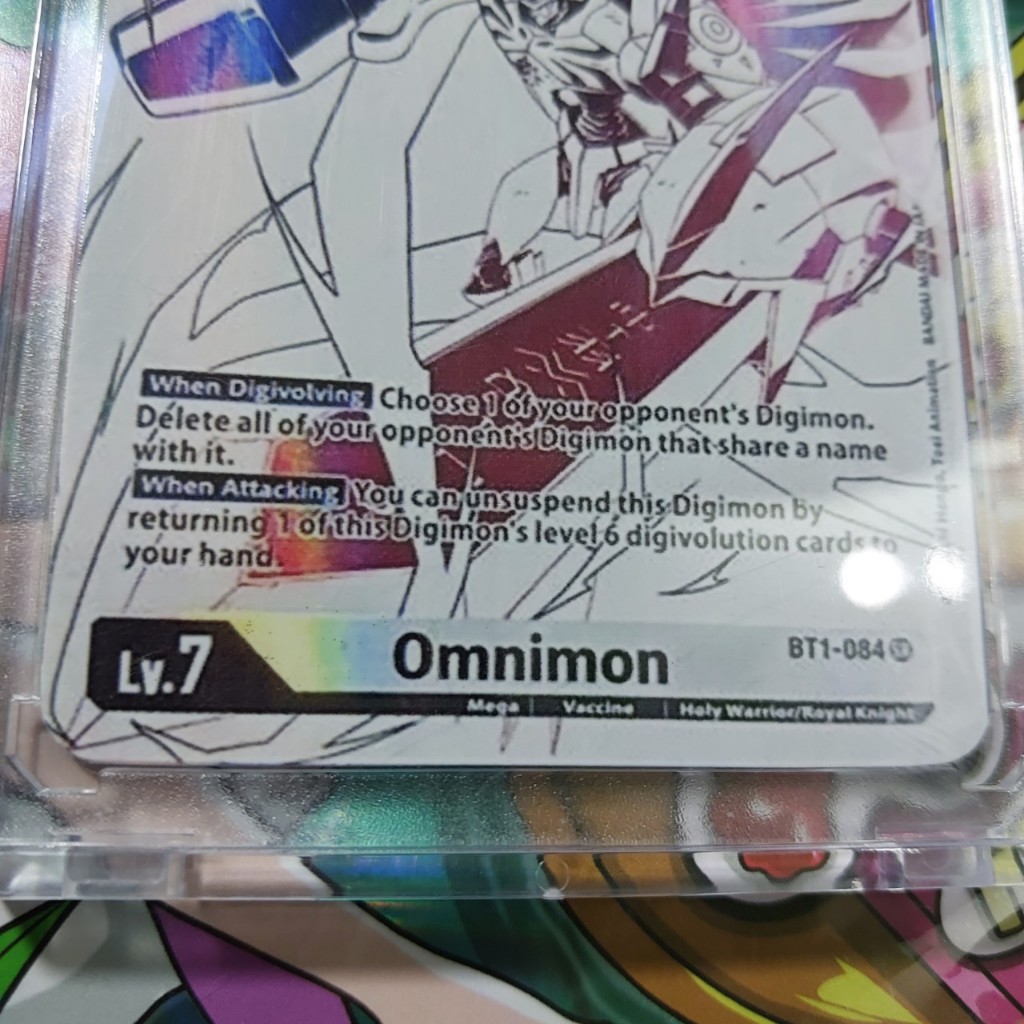 When Digivolving Choose 1 of your opponent's Digimon.
Delete all of your opponent's Digimon that share a name
with it.
When Attacking You can unsuspend this Digimon by
returning 1 of this Digimon's level 6 digivolution cards to
your hand.
Lv.7 Omnimon BT1-084
Mega | Vaccine | Holy Warrior/Royal Knight
Hongo, Toei Animation BANDAI MADE IN